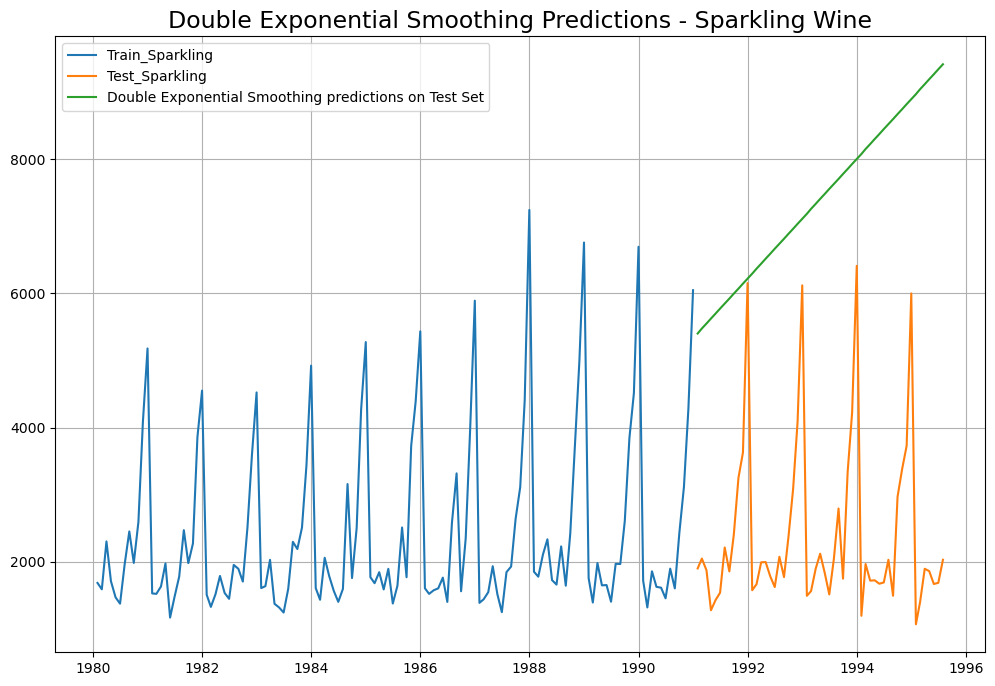 Double Exponential Smoothing Predictions - Sparkling Wine
Train_Sparkling
Test_Sparkling
Double Exponential Smoothing predictions on Test Set
8000
6000
4000
2000
1980 1982 1984 1986 1988 1990 1992 1994 1996